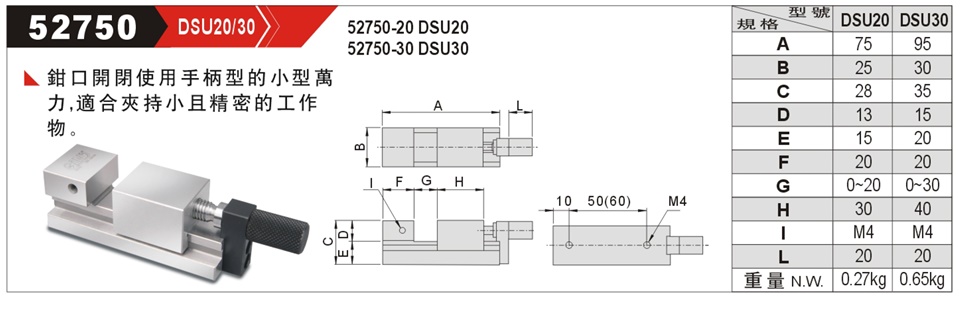 52750 DSU20/30
52750-20 DSU20
52750-30 DSU30
鉗口開閉使用手柄型的小型萬
力,適合夾持小且精密的工作
物。
A
L
B
I F G H
C D E
10 50(60) M4
型號 規格 DSU20 DSU30
A 75 95
B 25 30
C 28 35
D 13 15
E 15 20
F 20 20
G 0~20 0~30
H 30 40
I M4 M4
L 20 20
重量 N.W. 0.27kg 0.65kg